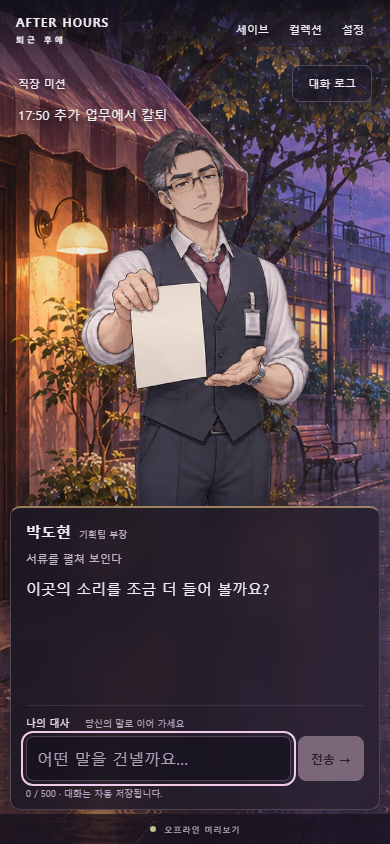 AFTER HOURS
퇴근 후에
세이브 컬렉션 설정
직장 미션
대화 로그
17:50 추가 업무에서 칼퇴
박도현 기획팀 부장
서류를 펼쳐 보인다
이곳의 소리를 조금 더 들어 볼까요?
나의 대사 당신의 말로 이어 가세요
어떤 말을 건넬까요...
전송 →
0 / 500 · 대화는 자동 저장됩니다.
오프라인 미리보기